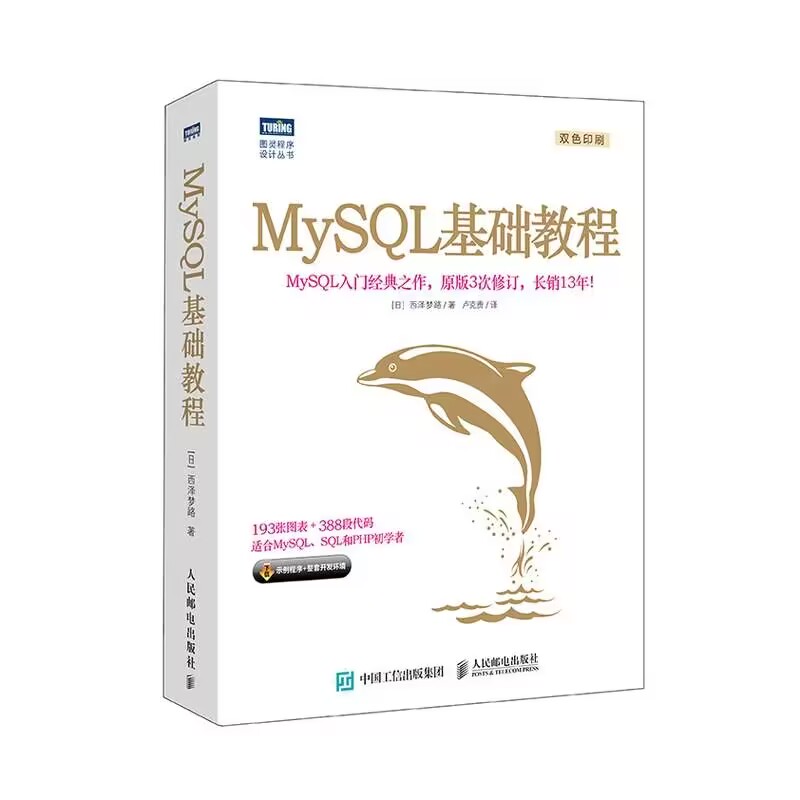 TURING
MySQL基础教程
[日] 西泽梦路 著
人民邮电出版社
TURING
图灵程序
设计丛书
双色印刷
MySQL基础教程
MySQL入门经典之作，原版3次修订，长销13年！
[日] 西泽梦路 / 著 卢克贵 / 译
193张图表 + 388段代码
适合MySQL、SQL和PHP初学者
示例程序+整套开发环境
中国工信出版集团
人民邮电出版社
POSTS & TELECOM PRESS